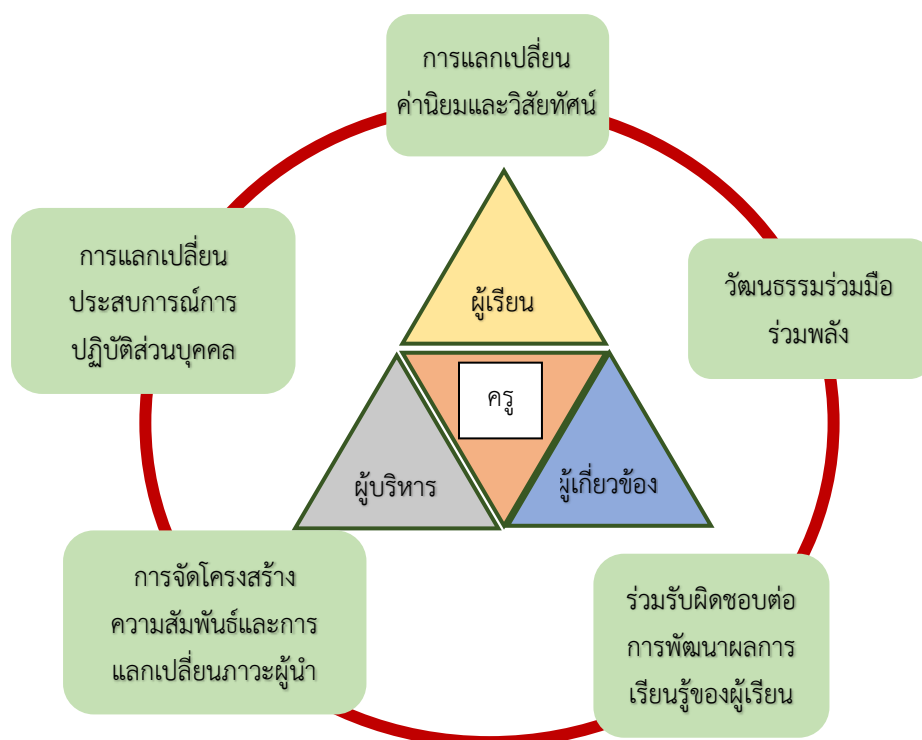 การแลกเปลี่ยน
ค่านิยมและวิสัยทัศน์
การแลกเปลี่ยน
ประสบการณ์การ
ปฏิบัติส่วนบุคคล
วัฒนธรรมร่วมมือ
ร่วมพลัง
ผู้เรียน
ครู
ผู้บริหาร
ผู้เกี่ยวข้อง
การจัดโครงสร้าง
ความสัมพันธ์และการ
แลกเปลี่ยนภาวะผู้นำ
ร่วมรับผิดชอบต่อ
การพัฒนาผลการ
เรียนรู้ของผู้เรียน